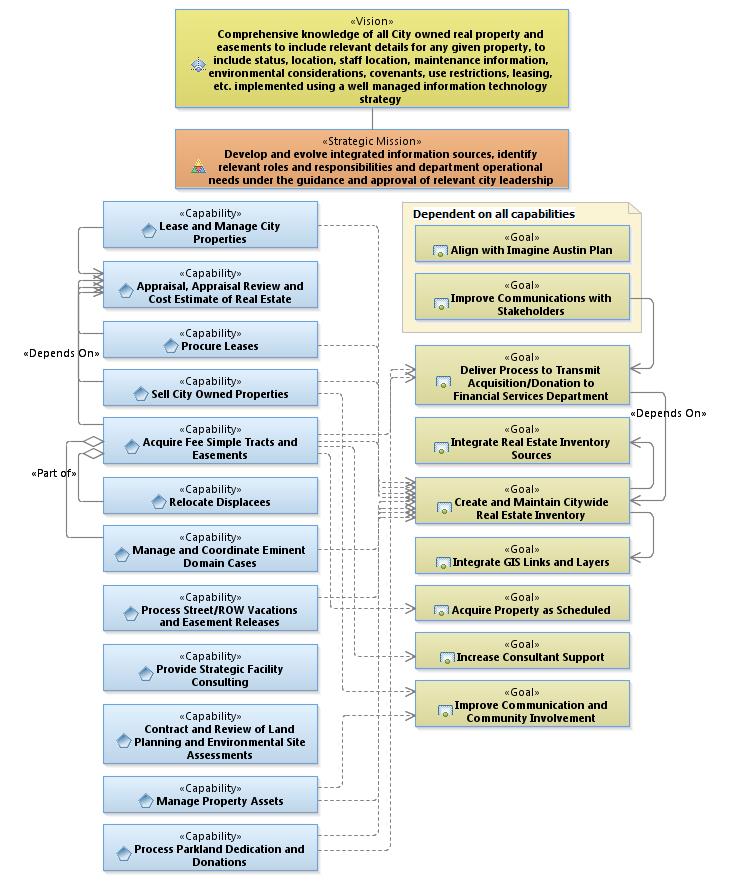 «Vision»
Comprehensive knowledge of all City owned real property and
easements to include relevant details for any given property, to
include status, location, staff location, maintenance information,
environmental considerations, covenants, use restrictions, leasing,
etc. implemented using a well managed information technology
strategy
«Strategic Mission»
Develop and evolve integrated information sources, identify
relevant roles and responsibilities and department operational
needs under the guidance and approval of relevant city leadership
«Capability»
Lease and Manage City
Properties
«Capability»
Appraisal, Appraisal Review and
Cost Estimate of Real Estate
«Capability»
Procure Leases
«Depends On»
«Capability»
Sell City Owned Properties
«Capability»
Acquire Fee Simple Tracts and
Easements
«Part of»
«Capability»
Relocate Displacees
«Capability»
Manage and Coordinate Eminent
Domain Cases
«Capability»
Process Street/ROW Vacations
and Easement Releases
«Capability»
Provide Strategic Facility
Consulting
«Capability»
Contract and Review of Land
Planning and Environmental Site
Assessments
«Capability»
Manage Property Assets
«Capability»
Process Parkland Dedication and
Donations
Dependent on all capabilities
«Goal»
Align with Imagine Austin Plan
«Goal»
Improve Communications with
Stakeholders
«Goal»
Deliver Process to Transmit
Acquisition/Donation to
Financial Services Department
«Depends On»
«Goal»
Integrate Real Estate Inventory
Sources
«Goal»
Create and Maintain Citywide
Real Estate Inventory
«Goal»
Integrate GIS Links and Layers
«Goal»
Acquire Property as Scheduled
«Goal»
Increase Consultant Support
«Goal»
Improve Communication and
Community Involvement